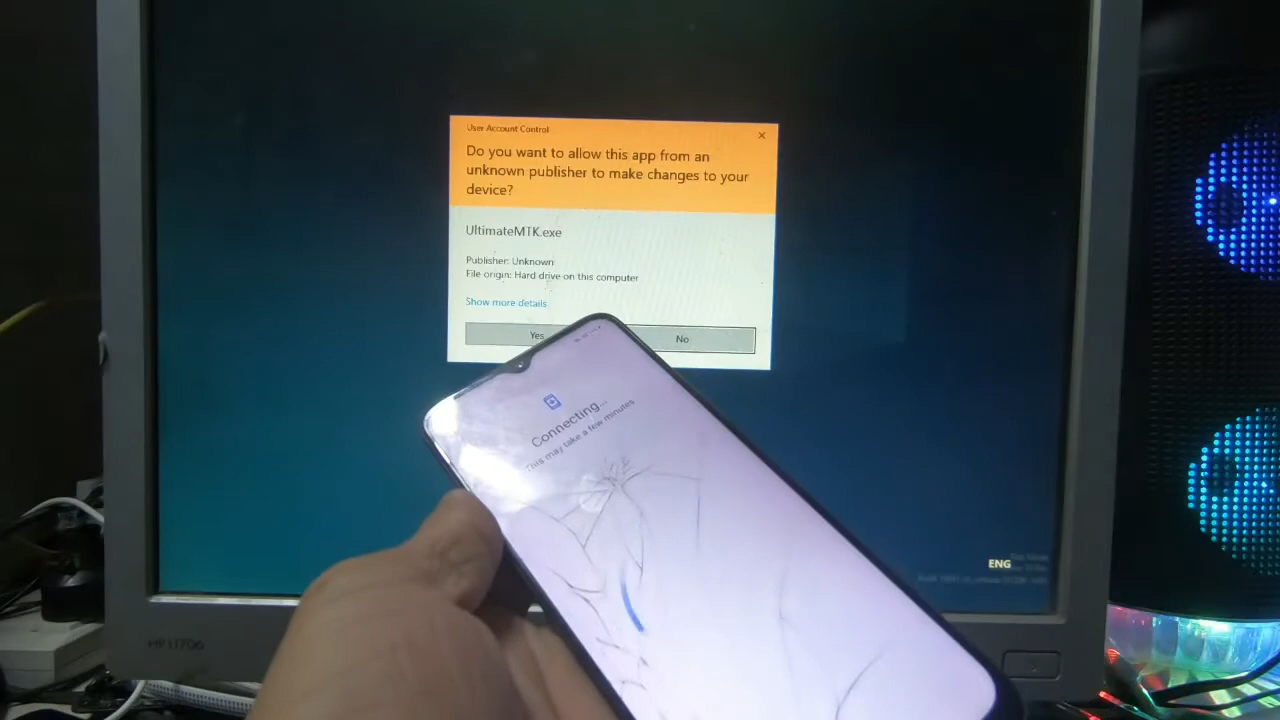 User Account Control
Do you want to allow this app from an
unknown publisher to make changes to your
device?
UltimateMTK.exe
Publisher: Unknown
File origin: Hard drive on this computer
Show more details
Yes
No
Connecting...
This may take a few minutes
ENG
HP L1706